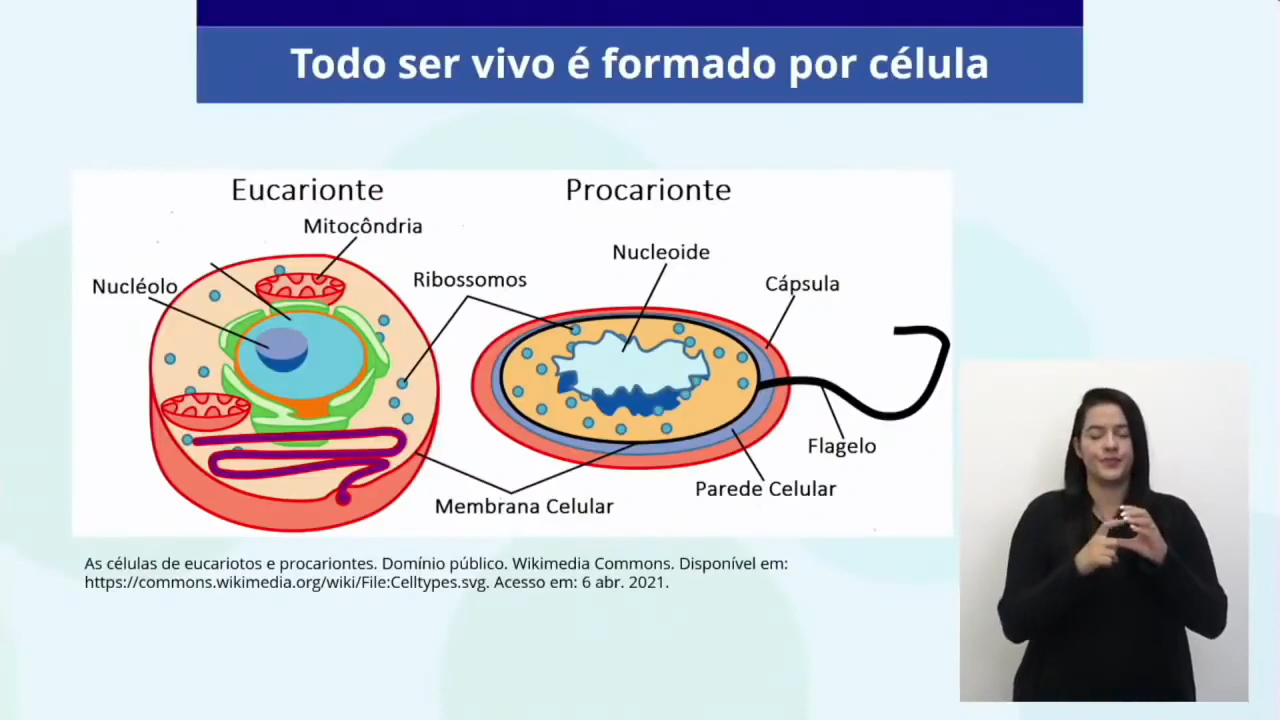 Todo ser vivo é formado por célula
Eucarionte
Procarionte
Mitocôndria
Nucléolo
Ribossomos
Nucleoide
Cápsula
Flagelo
Parede Celular
Membrana Celular
As células de eucariotos e procariontes. Domínio público. Wikimedia Commons. Disponível em:
https://commons.wikimedia.org/wiki/File:Celltypes.svg. Acesso em: 6 abr. 2021.